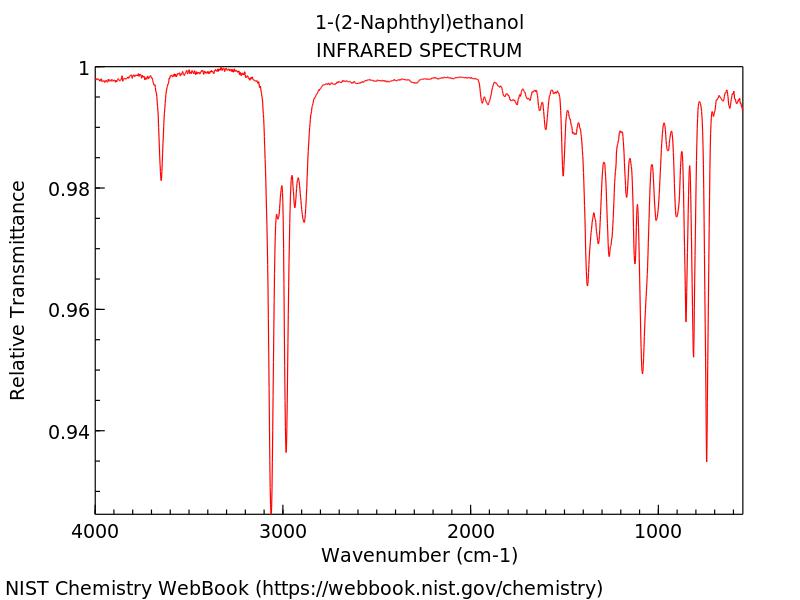 1-(2-Naphthyl)ethanol
INFRARED SPECTRUM
1
0.98
0.96
0.94
Relative Transmittance
4000 3000 2000 1000
Wavenumber (cm-1)
NIST Chemistry WebBook (https://webbook.nist.gov/chemistry)